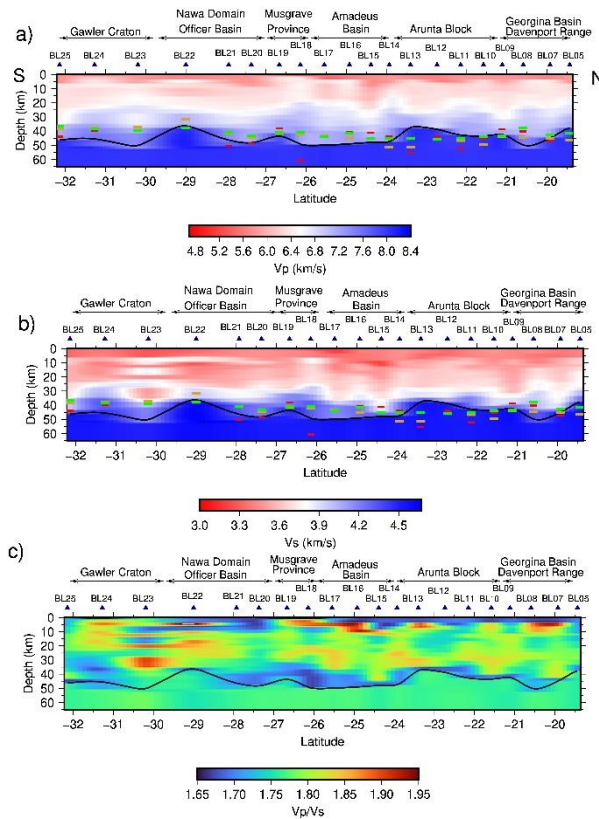 a)
Gawler Craton
Nawa Domain
Officer Basin
Musgrave
Province
Amadeus
Basin
Arunta Block
Georgina Basin
Davenport Range
BL25 BL24 BL23 BL22 BL21 BL20 BL19 BL18 BL17 BL16 BL15 BL14 BL13 BL12 BL11 BL10 BL09 BL08 BL07 BL05
S
N
Depth (km)
0
10
20
30
40
50
60
−32 −31 −30 −29 −28 −27 −26 −25 −24 −23 −22 −21 −20
Latitude
4.8 5.2 5.6 6.0 6.4 6.8 7.2 7.6 8.0 8.4
Vp (km/s)
b)
Gawler Craton
Nawa Domain
Officer Basin
Musgrave
Province
Amadeus
Basin
Arunta Block
Georgina Basin
Davenport Range
BL25 BL24 BL23 BL22 BL21 BL20 BL19 BL18 BL17 BL16 BL15 BL14 BL13 BL12 BL11 BL10 BL09 BL08 BL07 BL05
Depth (km)
0
10
20
30
40
50
60
−32 −31 −30 −29 −28 −27 −26 −25 −24 −23 −22 −21 −20
Latitude
3.0 3.3 3.6 3.9 4.2 4.5
Vs (km/s)
c)
Gawler Craton
Nawa Domain
Officer Basin
Musgrave
Province
Amadeus
Basin
Arunta Block
Georgina Basin
Davenport Range
BL25 BL24 BL23 BL22 BL21 BL20 BL19 BL18 BL17 BL16 BL15 BL14 BL13 BL12 BL11 BL10 BL09 BL08 BL07 BL05
Depth (km)
0
10
20
30
40
50
60
−32 −31 −30 −29 −28 −27 −26 −25 −24 −23 −22 −21 −20
Latitude
1.65 1.70 1.75 1.80 1.85 1.90 1.95
Vp/Vs